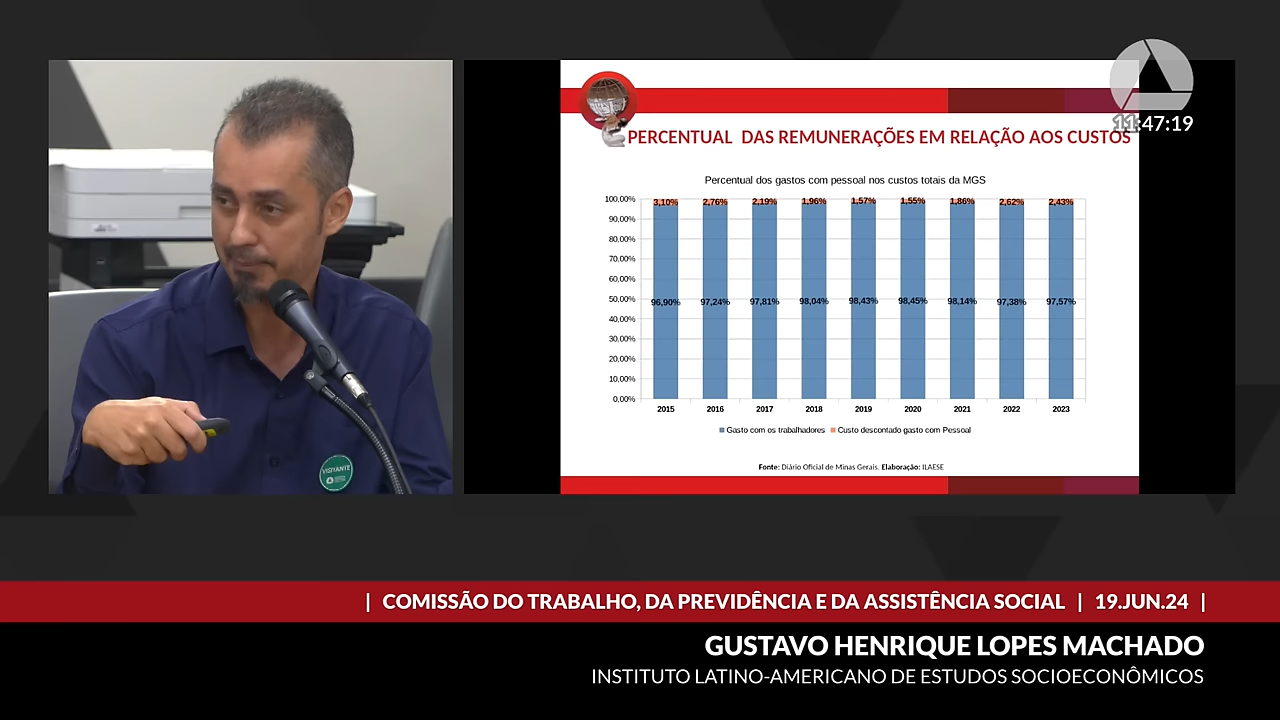 11:47:19
PERCENTUAL DAS REMUNERAÇÕES EM RELAÇÃO AOS CUSTOS
Percentual dos gastos com pessoal nos custos totais da MGS
100,00%
90,00%
80,00%
70,00%
60,00%
50,00%
40,00%
30,00%
20,00%
10,00%
0,00%
3,10% 2,76% 2,19% 1,96% 1,57% 1,55% 1,86% 2,62% 2,43%
96,90% 97,24% 97,81% 98,04% 98,43% 98,45% 98,14% 97,38% 97,57%
2015 2016 2017 2018 2019 2020 2021 2022 2023
Gasto com os trabalhadores Custo descontado gasto com Pessoal
Fonte: Diário Oficial de Minas Gerais. Elaboração: ILAESE
VISITANTE
| COMISSÃO DO TRABALHO, DA PREVIDÊNCIA E DA ASSISTÊNCIA SOCIAL | 19.JUN.24 |
GUSTAVO HENRIQUE LOPES MACHADO
INSTITUTO LATINO-AMERICANO DE ESTUDOS SOCIOECONÔMICOS